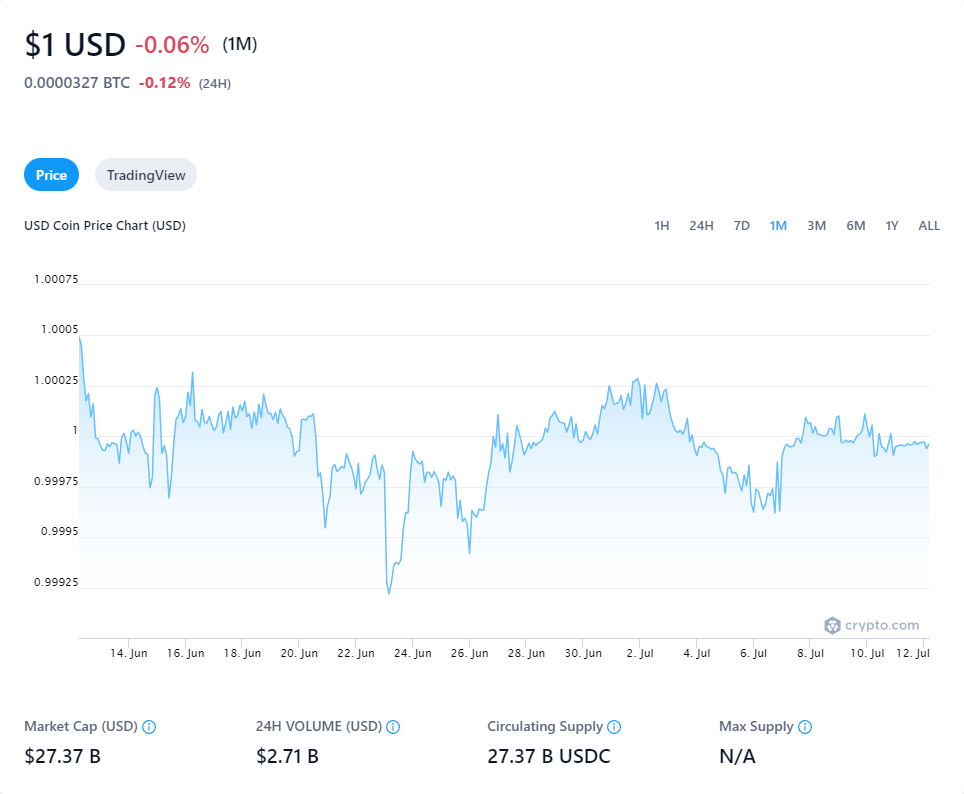 $1 USD -0.06% (1M)
0.0000327 BTC -0.12% (24H)
Price TradingView
USD Coin Price Chart (USD) 1H 24H 7D 1M 3M 6M 1Y ALL
1.00075
1.0005
1.00025
1
0.99975
0.9995
0.99925
crypto.com
14. Jun 16. Jun 18. Jun 20. Jun 22. Jun 24. Jun 26. Jun 28. Jun 30. Jun 2. Jul 4. Jul 6. Jul 8. Jul 10. Jul 12. Jul
Market Cap (USD) 24H VOLUME (USD) Circulating Supply Max Supply
$27.37 B $2.71 B 27.37 B USDC N/A